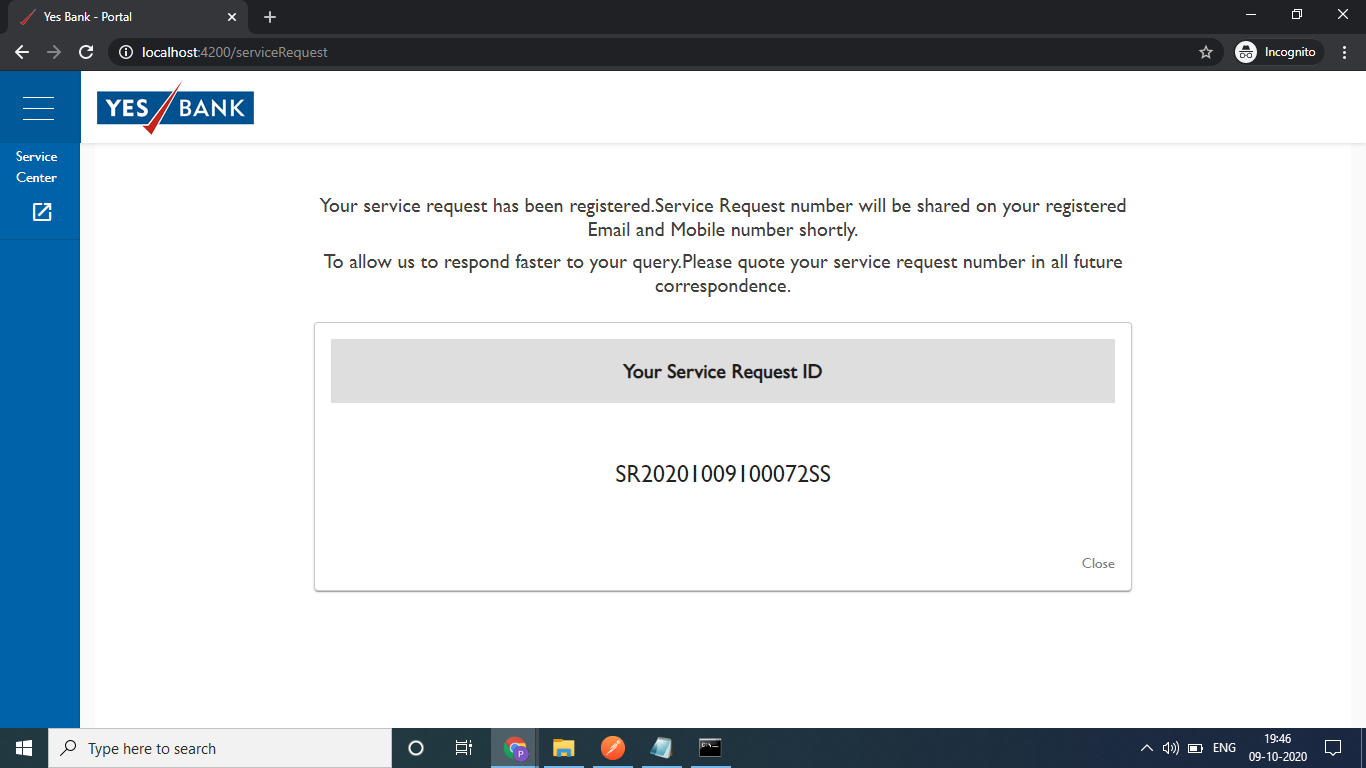 Yes Bank - Portal
localhost:4200/serviceRequest
Incognito
YES BANK
Service
Center
Your service request has been registered.Service Request number will be shared on your registered
Email and Mobile number shortly.
To allow us to respond faster to your query.Please quote your service request number in all future
correspondence.
Your Service Request ID
SR20201009100072SS
Close
Type here to search
P
C:\.
ENG
19:46
09-10-2020